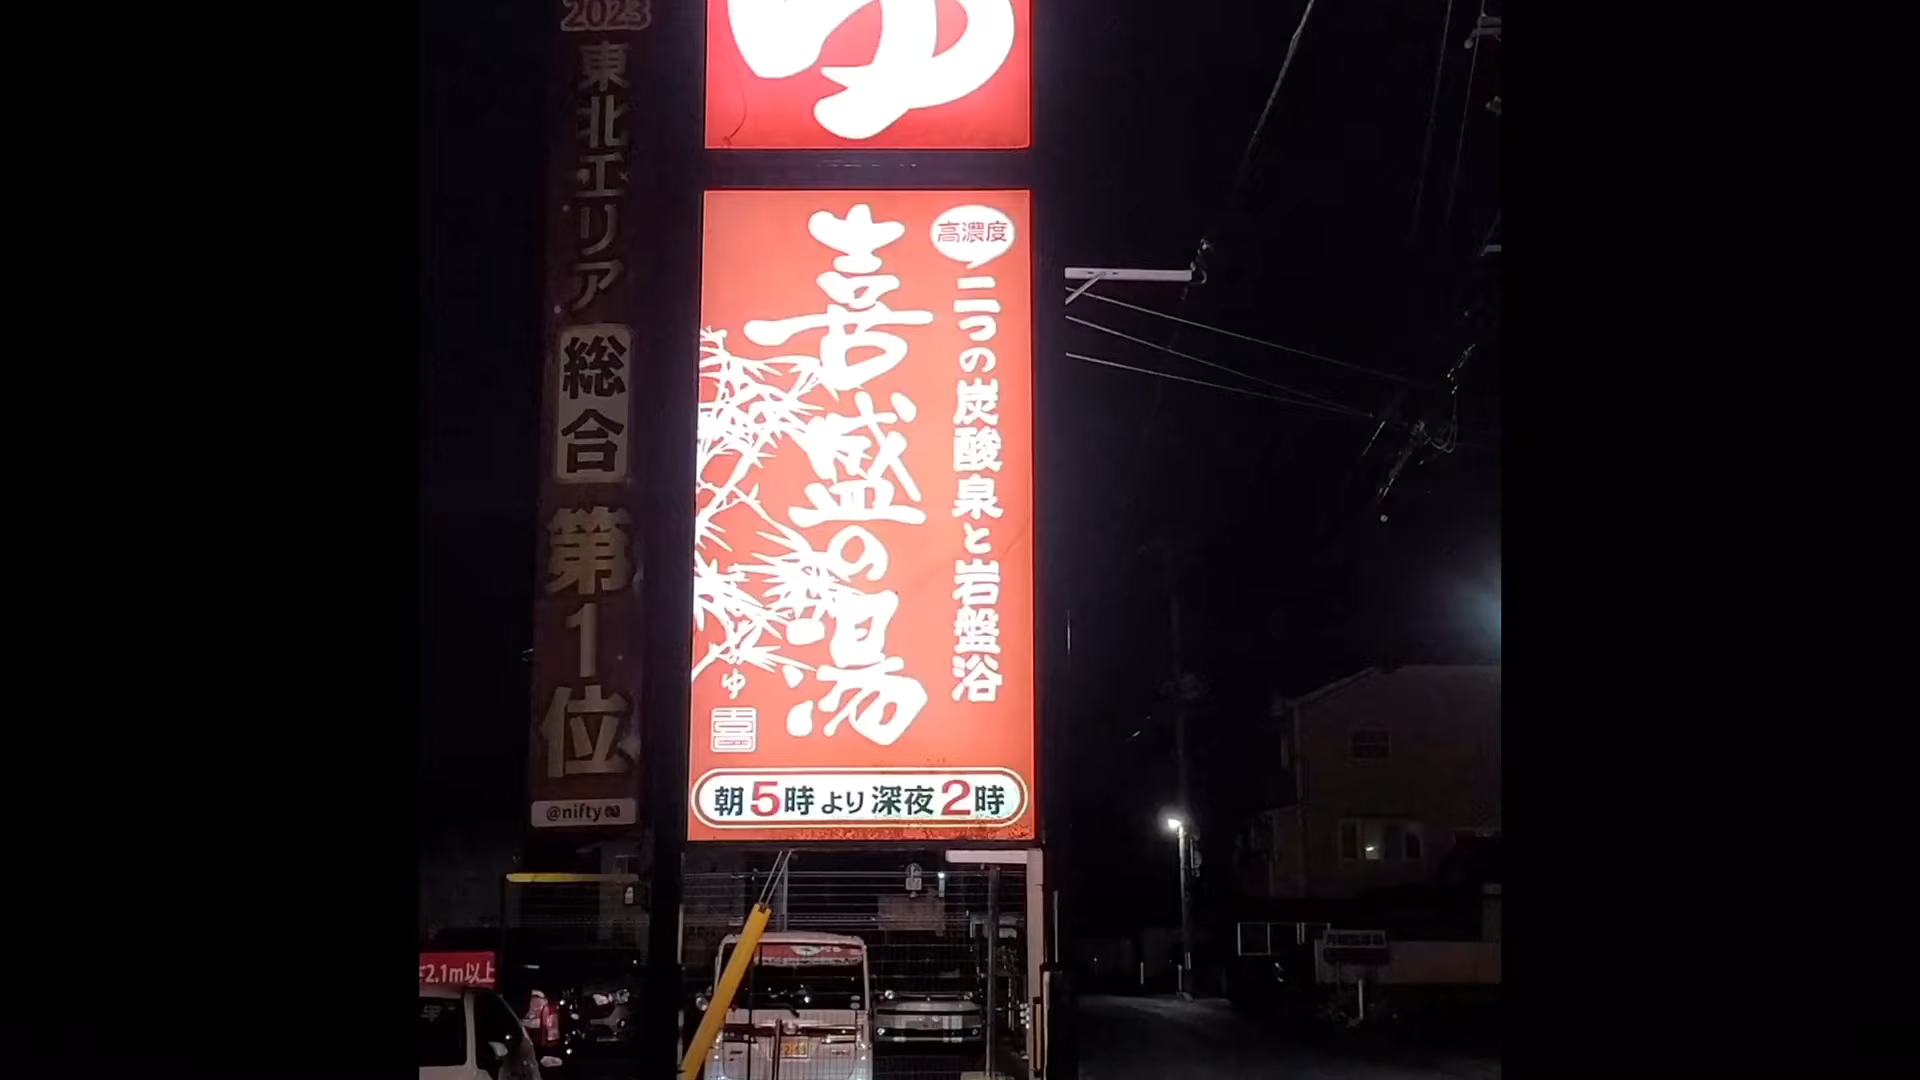 2023
東北エリア
総合
第1位
@nifty
ゆ
高濃度
二つの炭酸泉と岩盤浴
喜盛の湯
ゆ
喜
朝5時より深夜2時
2.1m以上